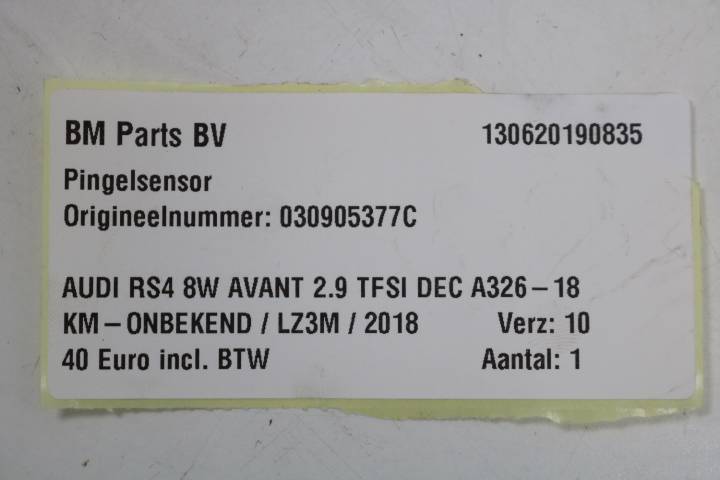 BM Parts BV 130620190835
Pingelsensor
Origineelnummer: 030905377C
AUDI RS4 8W AVANT 2.9 TFSI DEC A326-18
KM-ONBEKEND / LZ3M / 2018 Verz: 10
40 Euro incl. BTW Aantal: 1